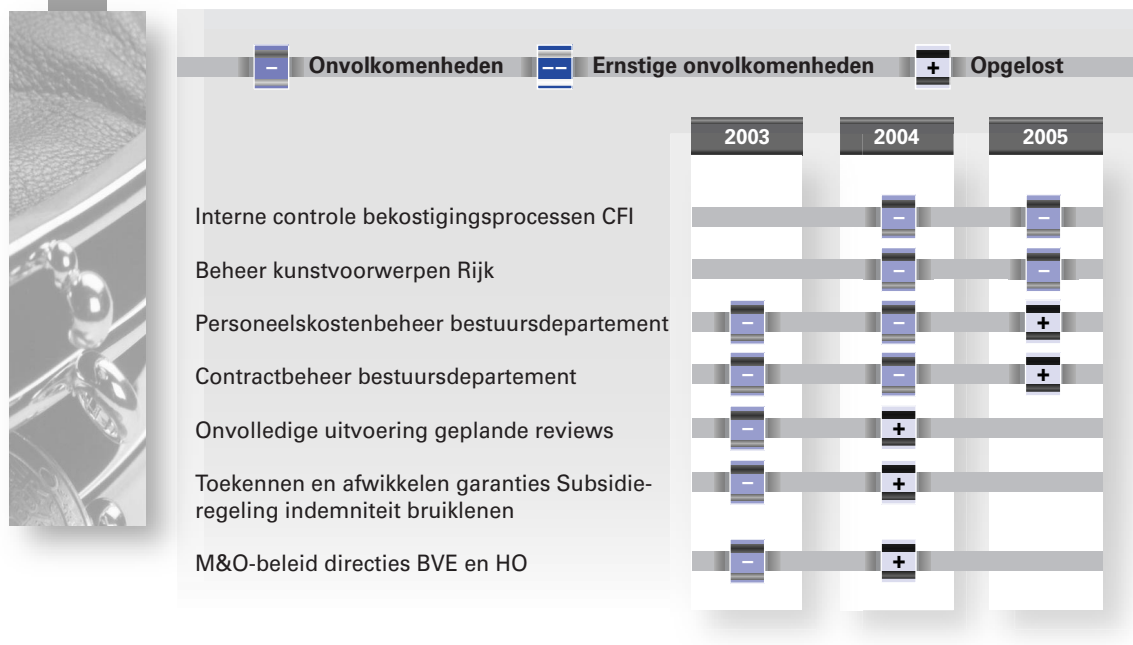 − Onvolkomenheden −− Ernstige onvolkomenheden + Opgelost
2003 2004 2005
Interne controle bekostigingsprocessen CFI − −
Beheer kunstvoorwerpen Rijk − −
Personeelskostenbeheer bestuursdepartement − − +
Contractbeheer bestuursdepartement − − +
Onvolledige uitvoering geplande reviews − +
Toekennen en afwikkelen garanties Subsidie-
regeling indemniteit bruiklenen − +
M&O-beleid directies BVE en HO − +